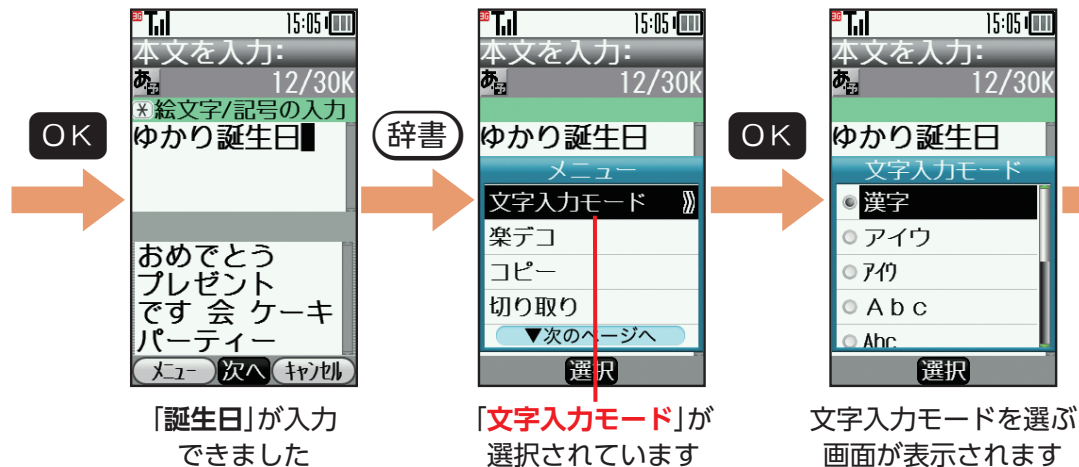 OK
3G 15:05
本文を入力:
あ予 12/30K
*絵文字/記号の入力
ゆかり誕生日
おめでとう
プレゼント
です 会 ケーキ
パーティー
メニュー 次へ キャンセル
「誕生日」が入力
できました
辞書
3G 15:05
本文を入力:
あ予 12/30K
ゆかり誕生日
メニュー
文字入力モード
楽デコ
コピー
切り取り
▼次のページへ
選択
「文字入力モード」が
選択されています
OK
3G 15:05
本文を入力:
あ予 12/30K
ゆかり誕生日
文字入力モード
漢字
アイウ
アイウ
Abc
Abc
選択
文字入力モードを選ぶ
画面が表示されます